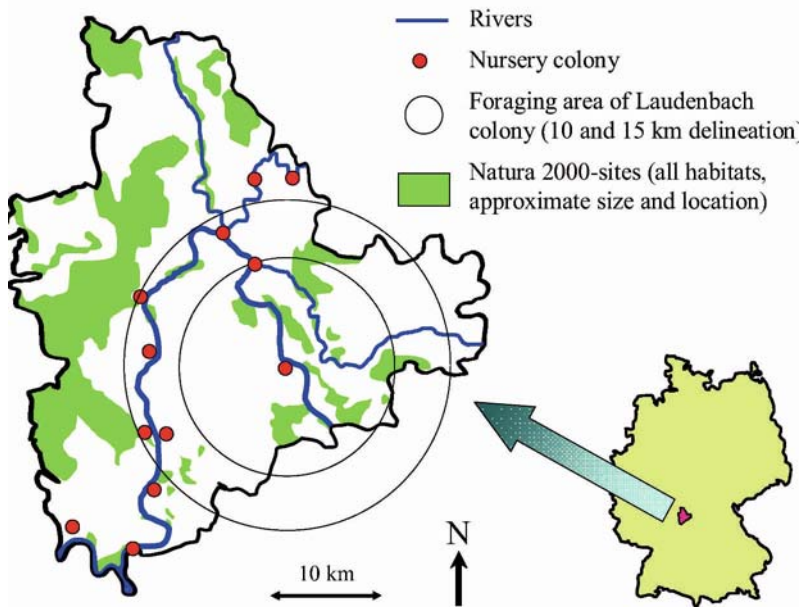 Rivers
Nursery colony
Foraging area of Laudenbach
colony (10 and 15 km delineation)
Natura 2000-sites (all habitats,
approximate size and location)
N
10 km